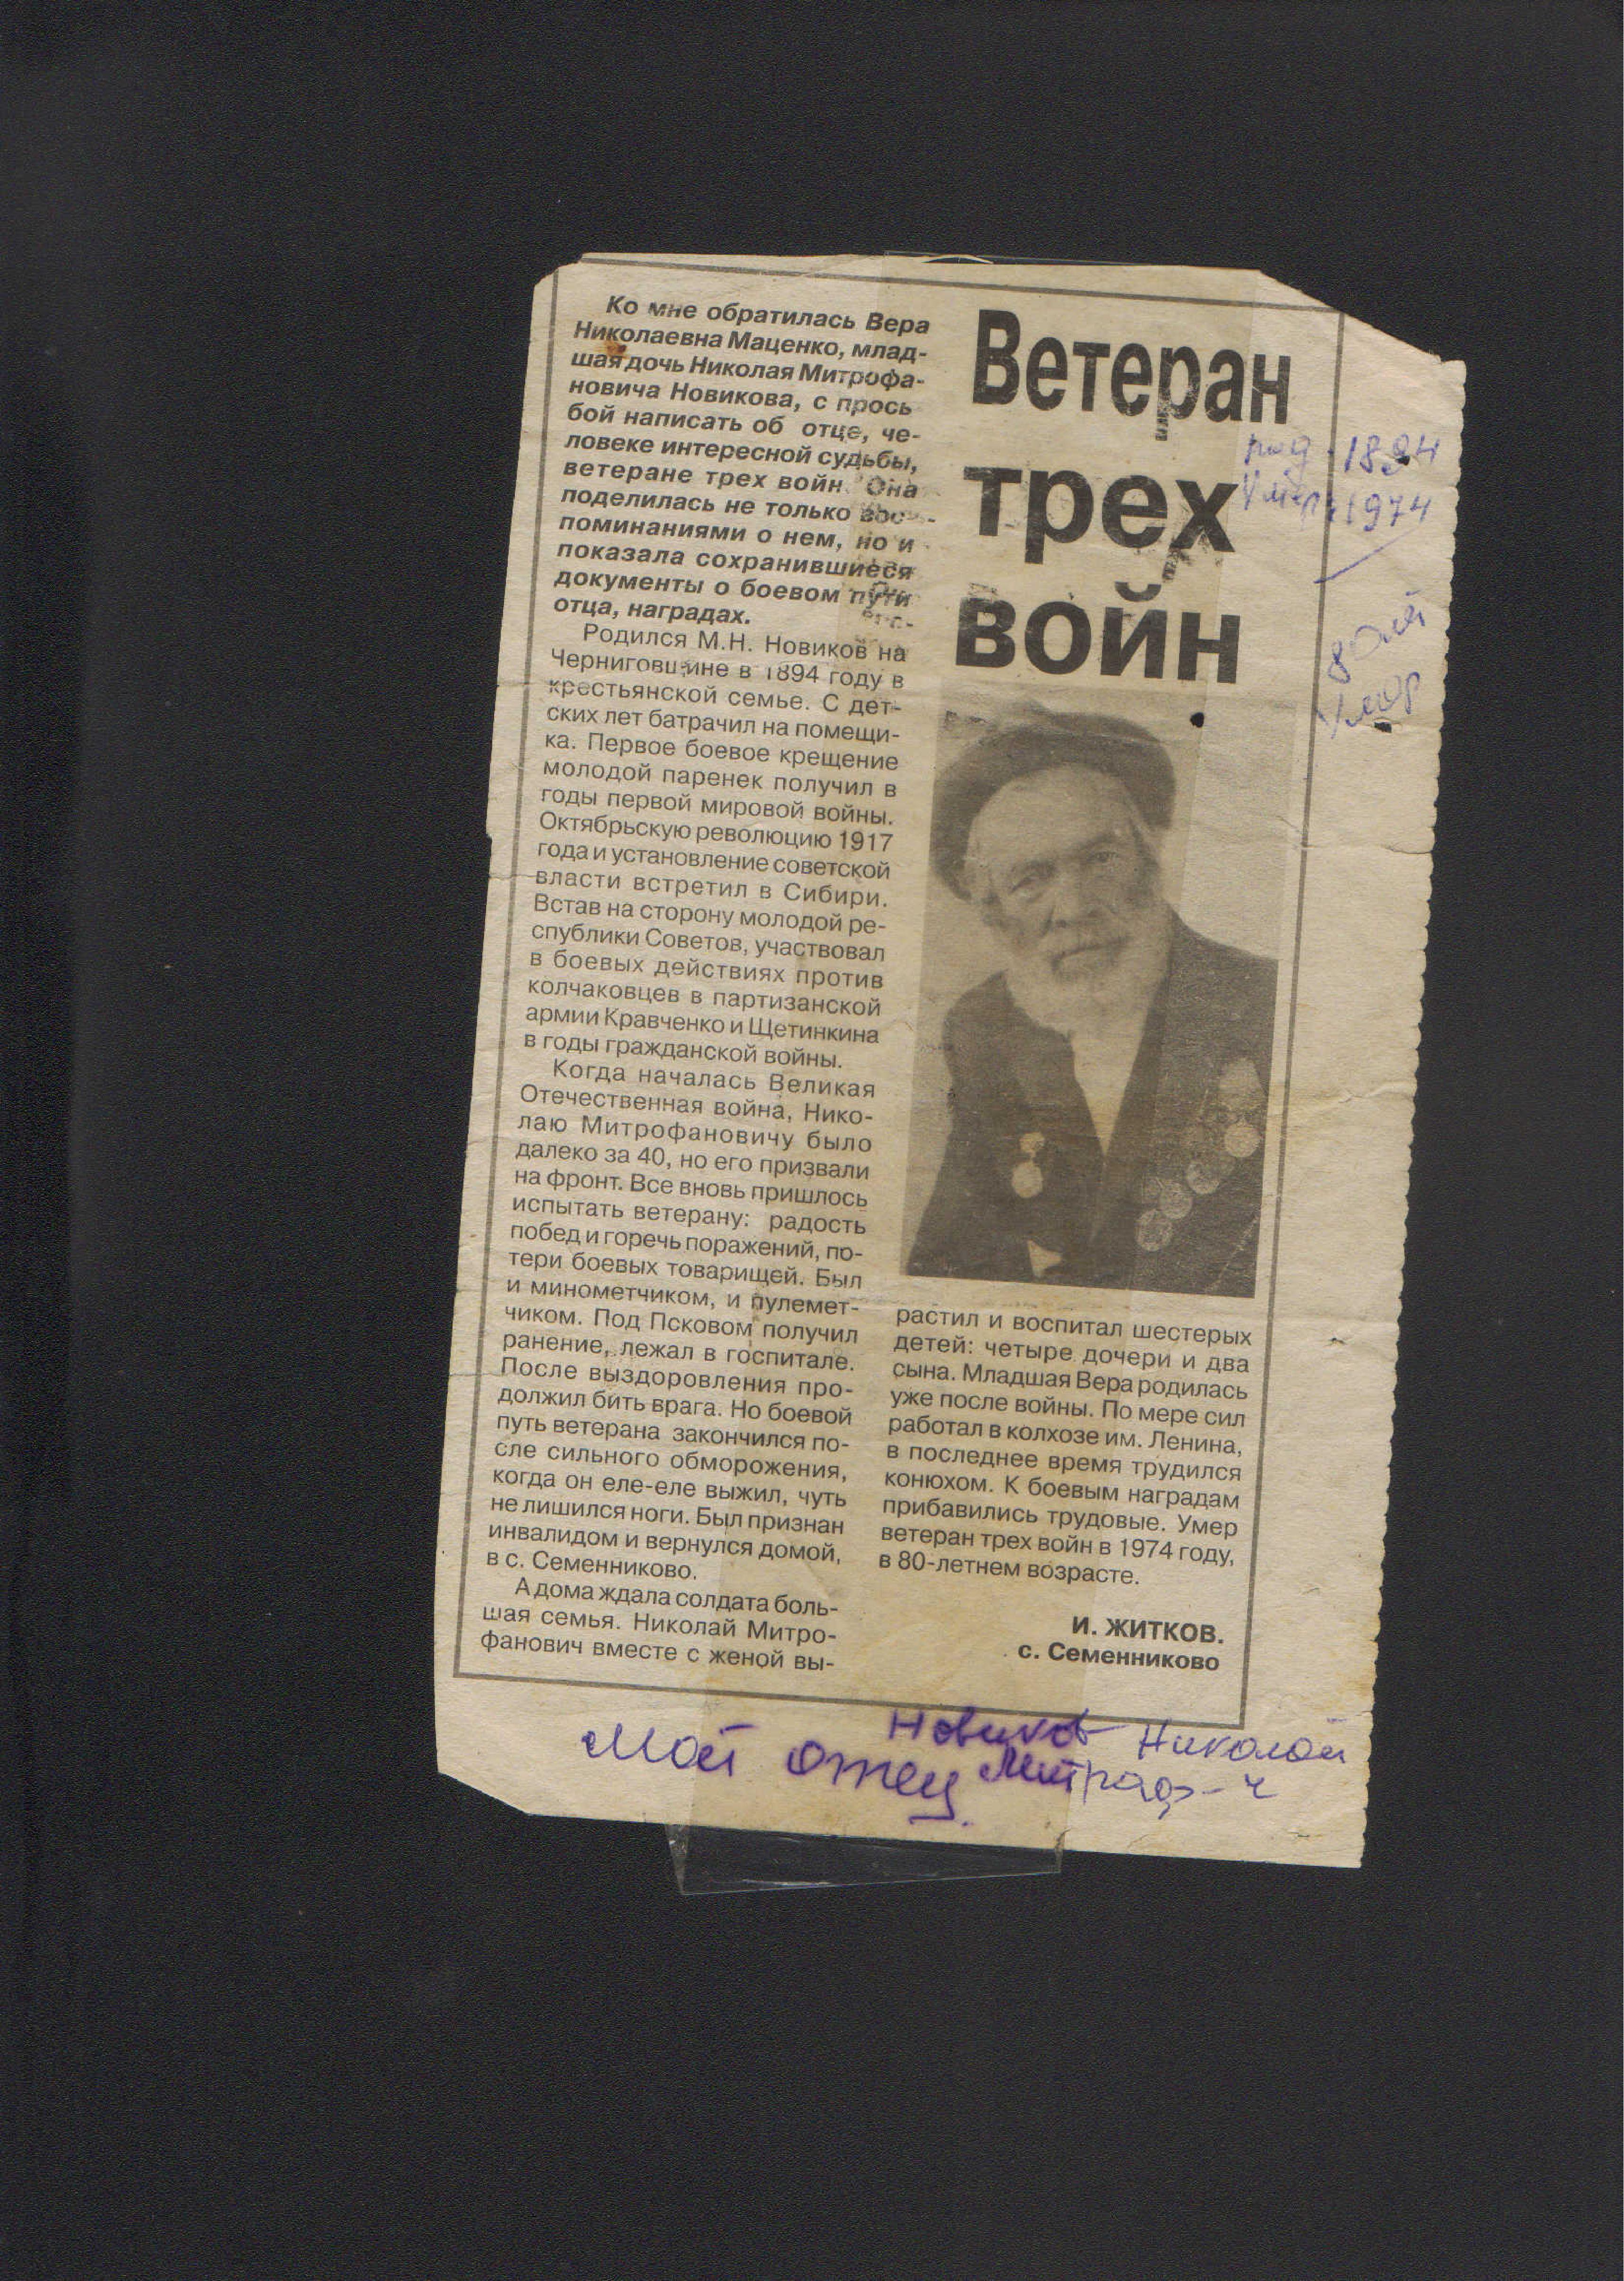 Ветеран
трех
войн
Ко мне обратилась Вера
Николаевна Маценко, млад-
шая дочь Николая Митрофа-
новича Новикова, с прось
бой написать об отце, че-
ловеке интересной судьбы,
ветеране трех войн. Она
поделилась не только вос-
поминаниями о нем, но и
показала сохранившиеся
документы о боевом пути
отца, наградах.
Родился М.Н. Новиков на
Черниговщине в 1894 году в
крестьянской семье. С дет-
ских лет батрачил на помещи-
ка. Первое боевое крещение
молодой паренек получил в
годы первой мировой войны.
Октябрьскую революцию 1917
года и установление советской
власти встретил в Сибири.
Встав на сторону молодой ре-
спублики Советов, участвовал
в боевых действиях против
колчаковцев в партизанской
армии Кравченко и Щетинкина
в годы гражданской войны.
Когда началась Великая
Отечественная война, Нико-
лаю Митрофановичу было
далеко за 40, но его призвали
на фронт. Все вновь пришлось
испытать ветерану: радость
побед и горечь поражений, по-
тери боевых товарищей. Был
и минометчиком, и пулемет-
чиком. Под Псковом получил
ранение, лежал в госпитале.
После выздоровления про-
должил бить врага. Но боевой
путь ветерана закончился по-
сле сильного обморожения,
когда он еле-еле выжил, чуть
не лишился ноги. Был признан
инвалидом и вернулся домой,
в с. Семенниково.
А дома ждала солдата боль-
шая семья. Николай Митро-
фанович вместе с женой вы-
растил и воспитал шестерых
детей: четыре дочери и два
сына. Младшая Вера родилась
уже после войны. По мере сил
работал в колхозе им. Ленина,
в последнее время трудился
конюхом. К боевым наградам
прибавились трудовые. Умер
ветеран трех войн в 1974 году,
в 80-летнем возрасте.
И. ЖИТКОВ.
с. Семенниково
род. 1894
Умер. 1974
80лет
Умер
Мой отец
Новиков Николай
Митроф-ч